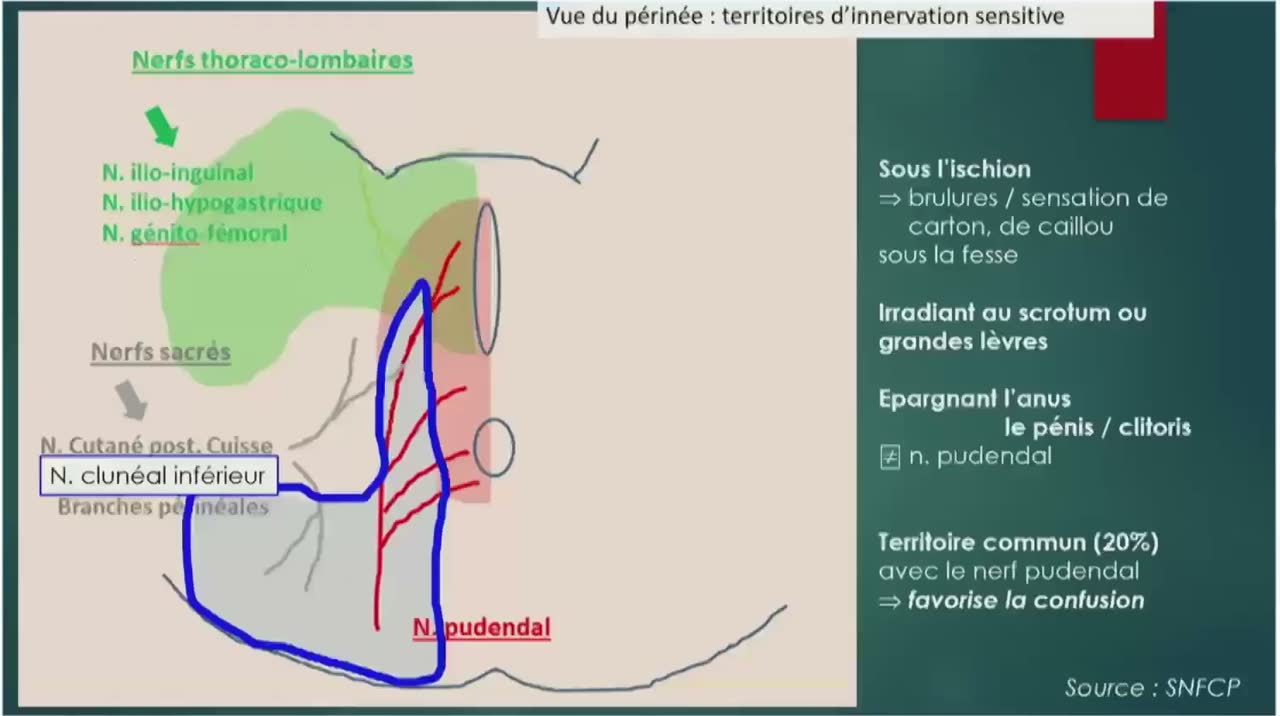 Vue du périnée : territoires d’innervation sensitive
Nerfs thoraco-lombaires
N. ilio-inguinal
N. ilio-hypogastrique
N. génito-fémoral
Nerfs sacrés
N. Cutané post. Cuisse
N. clunéal inférieur
Branches périnéales
N. pudendal
Sous l’ischion
⇒ brulures / sensation de
carton, de caillou
sous la fesse
Irradiant au scrotum ou
grandes lèvres
Epargnant l’anus
le pénis / clitoris
≠ n. pudendal
Territoire commun (20%)
avec le nerf pudendal
⇒ favorise la confusion
Source : SNFCP